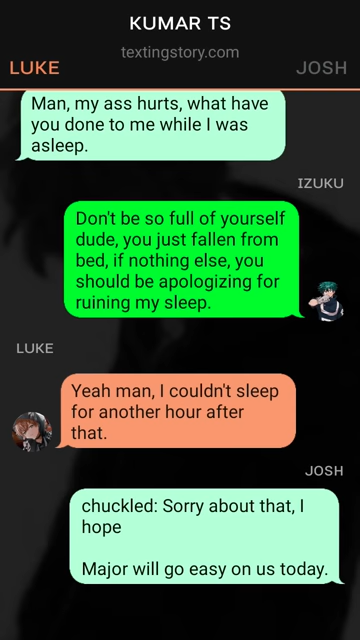 KUMAR TS
textingstory.com
LUKE
JOSH
Man, my ass hurts, what have
you done to me while I was
asleep.
IZUKU
Don't be so full of yourself
dude, you just fallen from
bed, if nothing else, you
should be apologizing for
ruining my sleep.
LUKE
Yeah man, I couldn't sleep
for another hour after
that.
JOSH
chuckled: Sorry about that, I
hope
Major will go easy on us today.